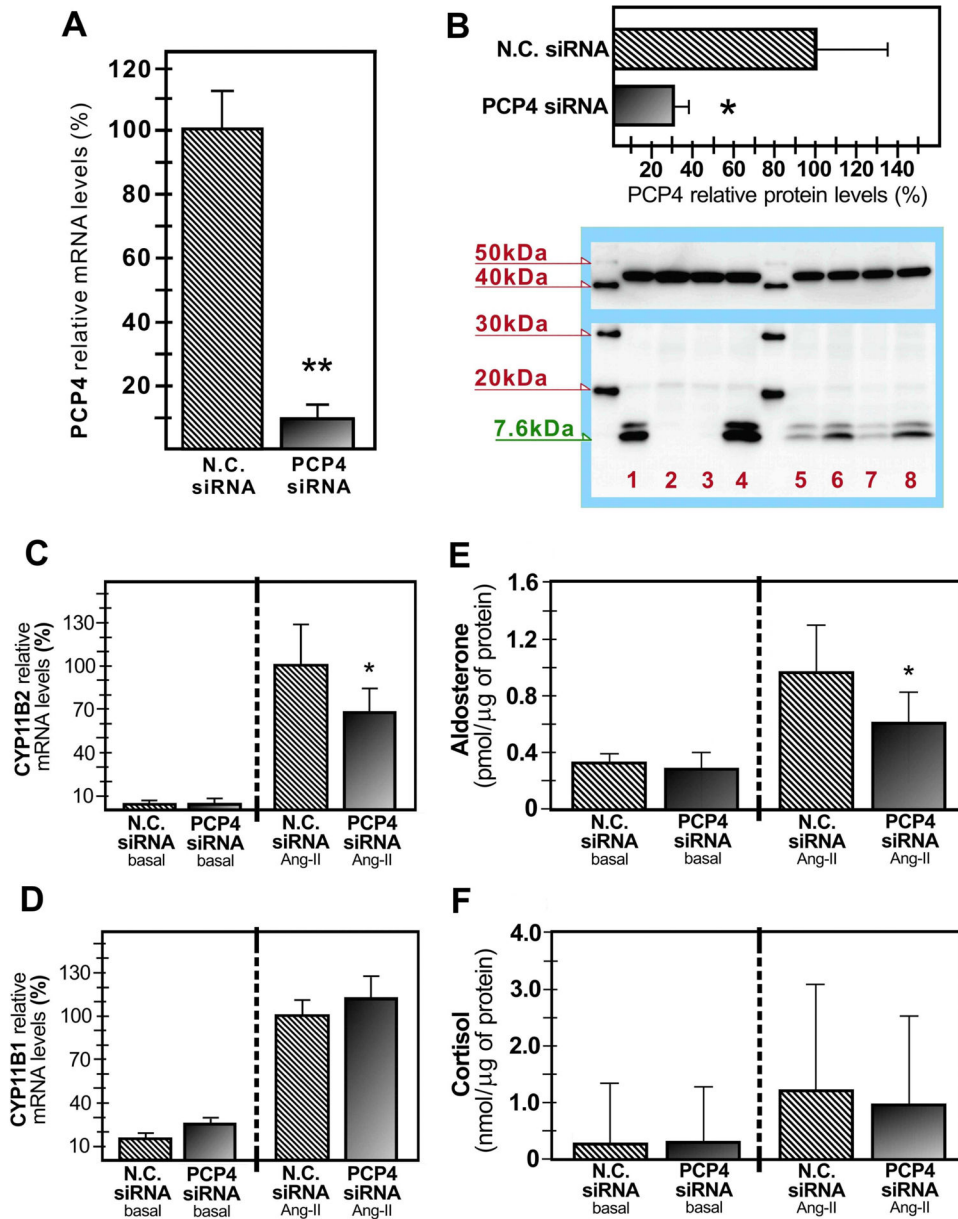 A
PCP4 relative mRNA levels (%)
120
100
80
60
40
20
**
N.C.
siRNA
PCP4
siRNA
B
N.C. siRNA
PCP4 siRNA
*
20 40 60 80 100 120 140
PCP4 relative protein levels (%)
50kDa
40kDa
30kDa
20kDa
7.6kDa
1 2 3 4 5 6 7 8
C
CYP11B2 relative
mRNA levels (%)
130
100
70
40
10
*
N.C.
siRNA
basal
PCP4
siRNA
basal
N.C.
siRNA
Ang-II
PCP4
siRNA
Ang-II
E
Aldosterone
(pmol/μg of protein)
1.6
1.2
0.8
0.4
0
*
N.C.
siRNA
basal
PCP4
siRNA
basal
N.C.
siRNA
Ang-II
PCP4
siRNA
Ang-II
D
CYP11B1 relative
mRNA levels (%)
130
100
70
40
10
N.C.
siRNA
basal
PCP4
siRNA
basal
N.C.
siRNA
Ang-II
PCP4
siRNA
Ang-II
F
Cortisol
(nmol/μg of protein)
4.0
3.0
2.0
1.0
0
N.C.
siRNA
basal
PCP4
siRNA
basal
N.C.
siRNA
Ang-II
PCP4
siRNA
Ang-II